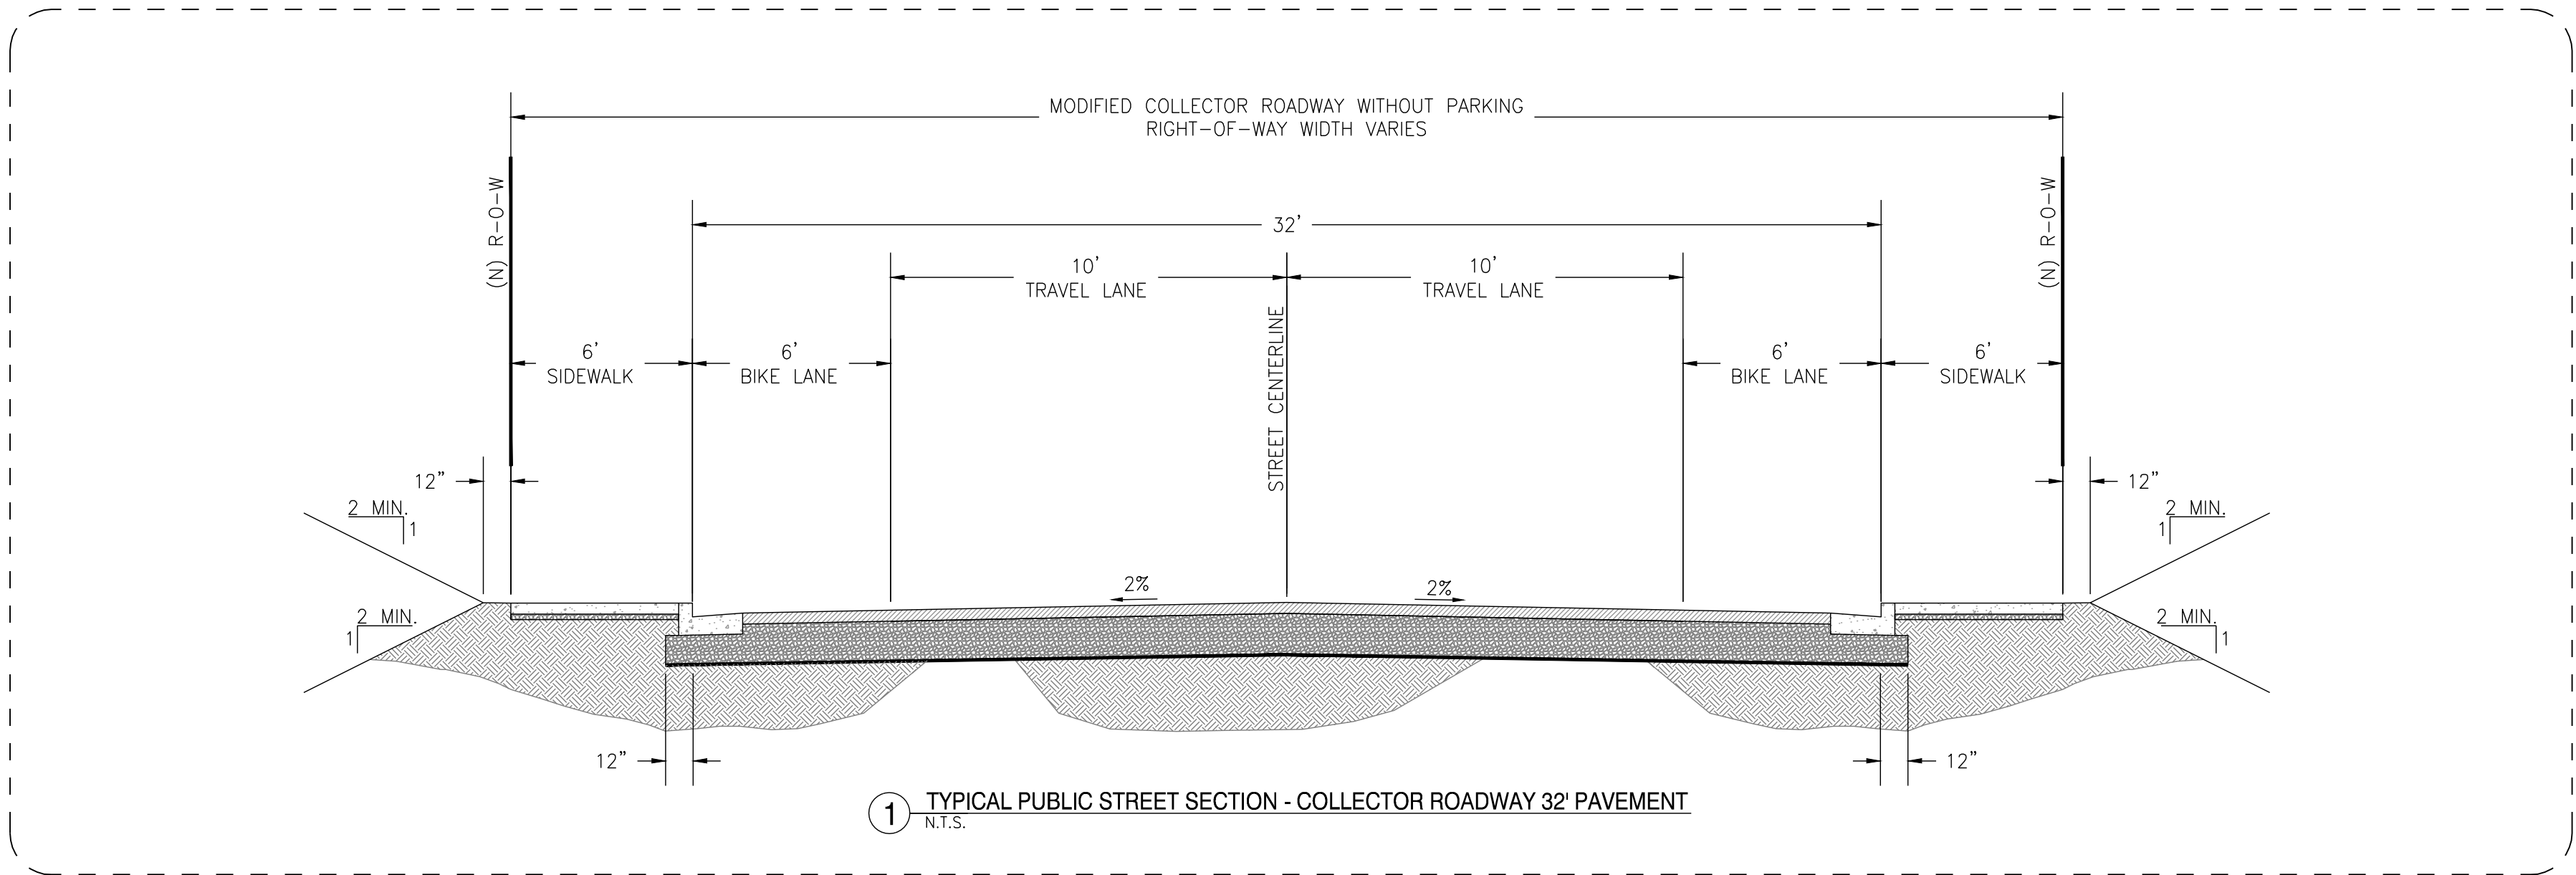 MODIFIED COLLECTOR ROADWAY WITHOUT PARKING
RIGHT-OF-WAY WIDTH VARIES
(N) R-O-W
(N) R-O-W
32'
10'
TRAVEL LANE
10'
TRAVEL LANE
STREET CENTERLINE
6'
SIDEWALK
6'
BIKE LANE
6'
BIKE LANE
6'
SIDEWALK
12"
12"
2 MIN.
1
2 MIN.
1
2%
2%
2 MIN.
1
2 MIN.
1
12"
12"
1
TYPICAL PUBLIC STREET SECTION - COLLECTOR ROADWAY 32' PAVEMENT
N.T.S.